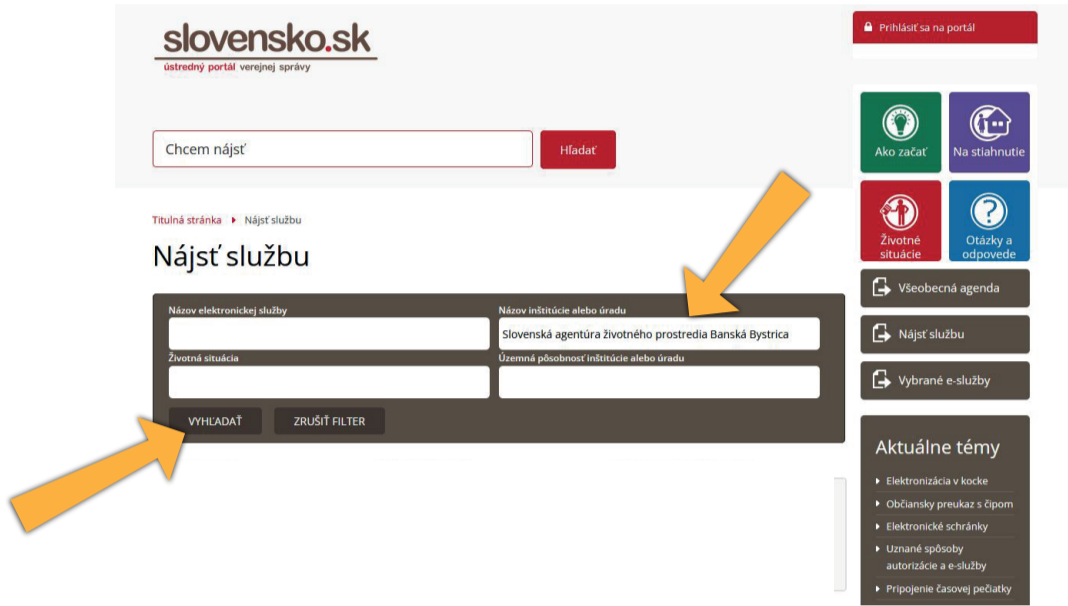 slovensko.sk
ústredný portál verejnej správy
Prihlásiť sa na portál
Chcem nájsť
Hľadať
Ako začať
Na stiahnutie
Životné
situácie
Otázky a
odpovede
Titulná stránka
Nájsť službu
Nájsť službu
Názov elektronickej služby
Názov inštitúcie alebo úradu
Slovenská agentúra životného prostredia Banská Bystrica
Životná situácia
Územná pôsobnosť inštitúcie alebo úradu
VYHĽADAŤ
ZRUŠIŤ FILTER
Všeobecná agenda
Nájsť službu
Vybrané e-služby
Aktuálne témy
Elektronizácia v kocke
Občiansky preukaz s čipom
Elektronické schránky
Uznané spôsoby
autorizácie a e-služby
Pripojenie časovej pečiatky